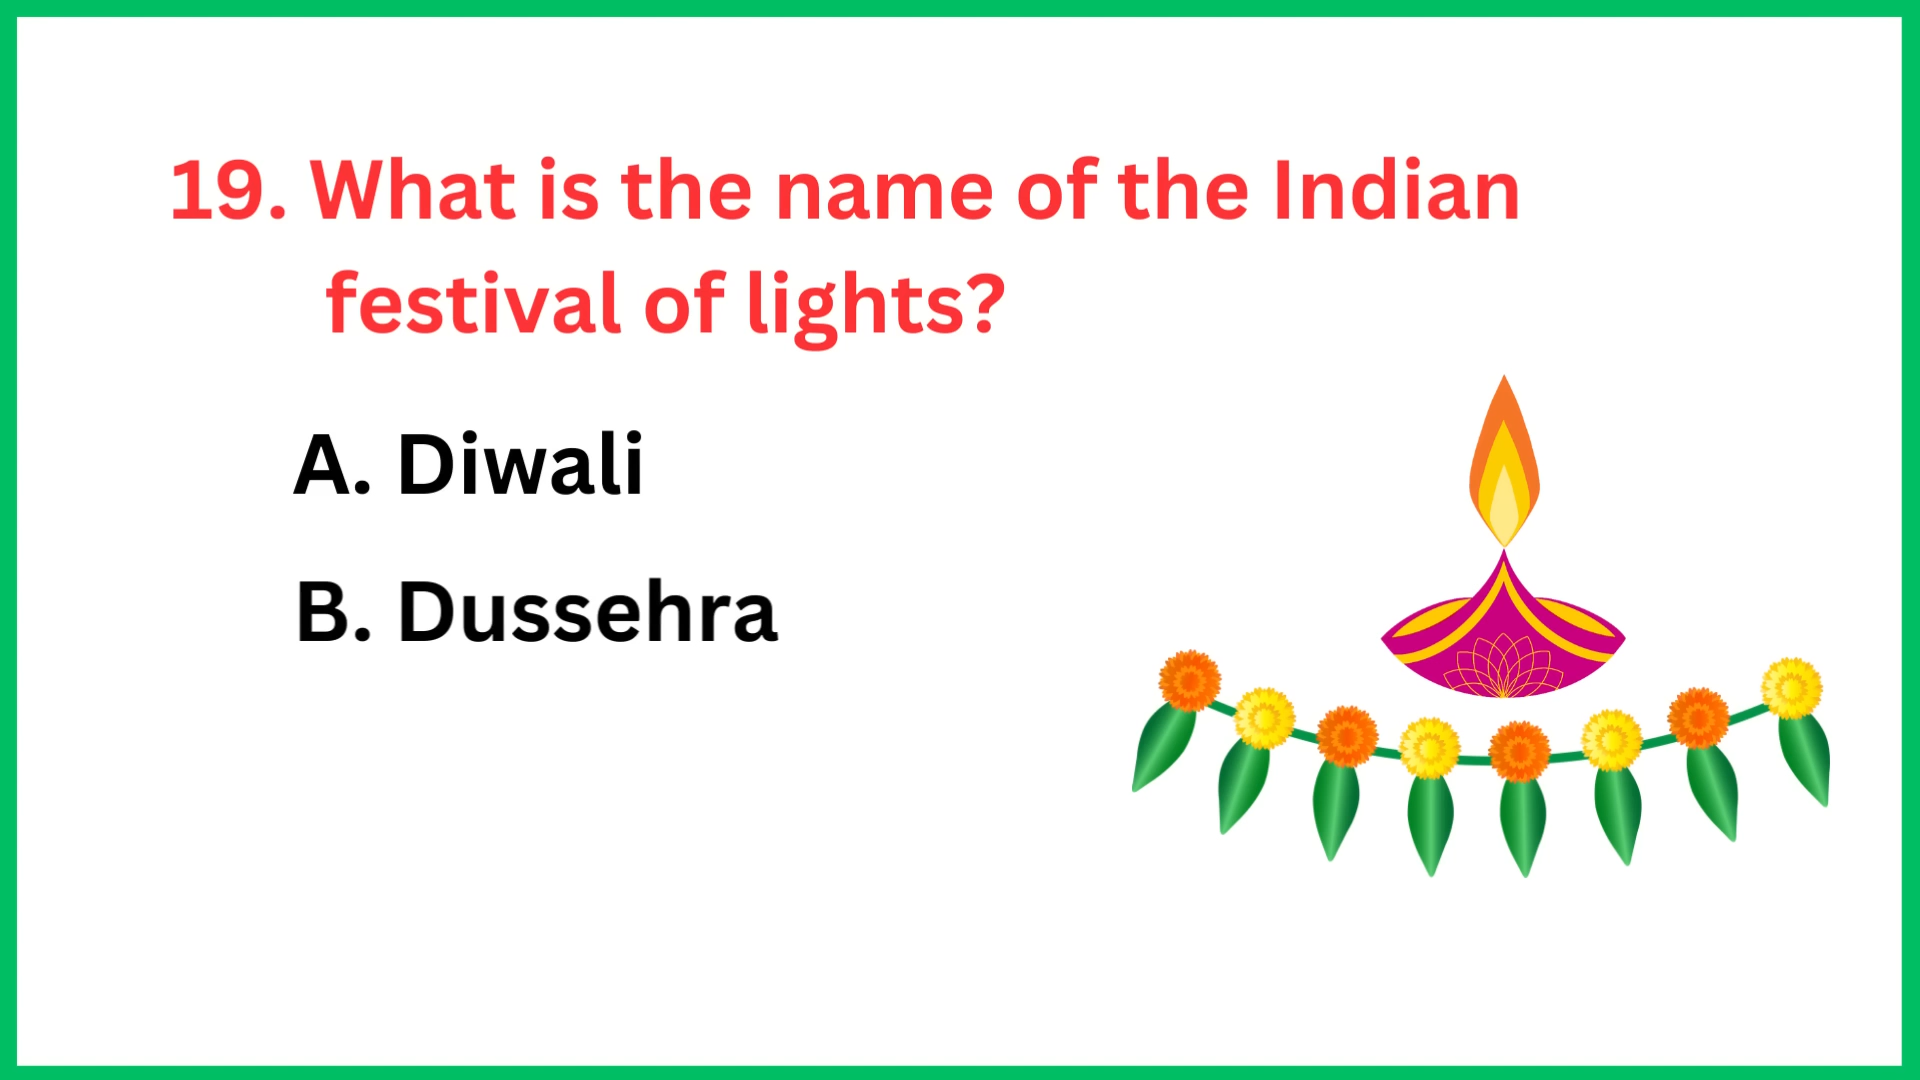 19. What is the name of the Indian
festival of lights?
A. Diwali
B. Dussehra